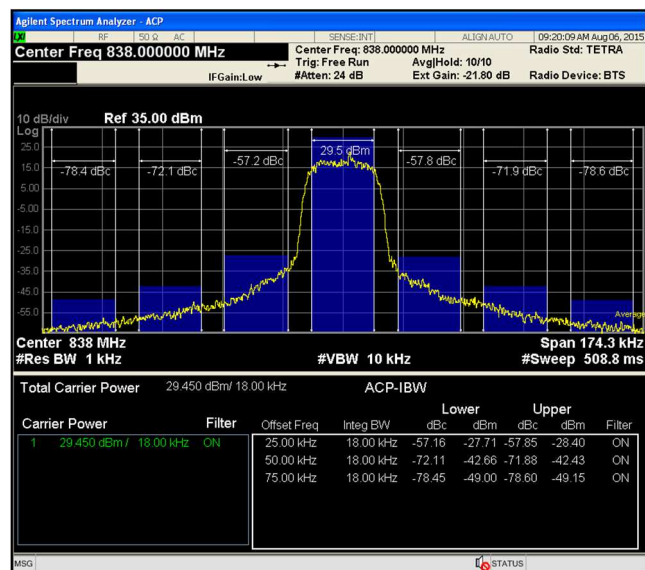 Agilent Spectrum Analyzer - ACP
LXI RF 50 Ω AC SENSE:INT ALIGN AUTO 09:20:09 AM Aug 06, 2015
Center Freq 838.000000 MHz Center Freq: 838.000000 MHz Radio Std: TETRA
Trig: Free Run Avg|Hold: 10/10
IFGain:Low #Atten: 24 dB Ext Gain: -21.80 dB Radio Device: BTS
10 dB/div Ref 35.00 dBm
Log
25.0
29.5 dBm
-57.2 dBc -57.8 dBc
15.0
-78.4 dBc -72.1 dBc -71.9 dBc -78.6 dBc
5.00
-5.00
-15.0
-25.0
-35.0
-45.0
-55.0
Average
Center 838 MHz Span 174.3 kHz
#Res BW 1 kHz #VBW 10 kHz #Sweep 508.8 ms
Total Carrier Power 29.450 dBm/ 18.00 kHz ACP-IBW
Lower Upper
Carrier Power Filter Offset Freq Integ BW dBc dBm dBc dBm Filter
1 29.450 dBm / 18.00 kHz ON 25.00 kHz 18.00 kHz -57.16 -27.71 -57.85 -28.40 ON
50.00 kHz 18.00 kHz -72.11 -42.66 -71.88 -42.43 ON
75.00 kHz 18.00 kHz -78.45 -49.00 -78.60 -49.15 ON
MSG STATUS